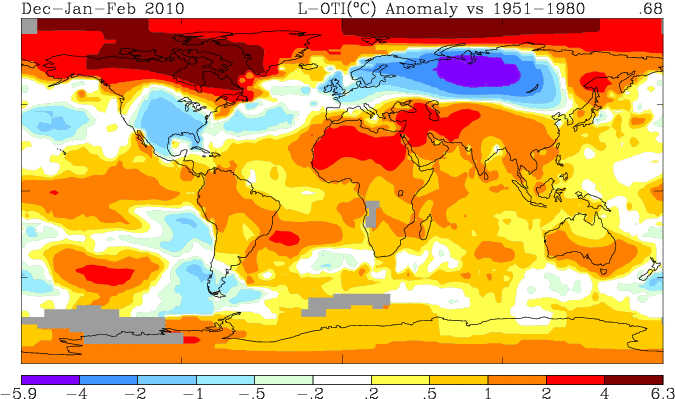 Dec-Jan-Feb 2010 L-OTI(°C) Anomaly vs 1951-1980 .68
-5.9 -4 -2 -1 -.5 -.2 .2 .5 1 2 4 6.3